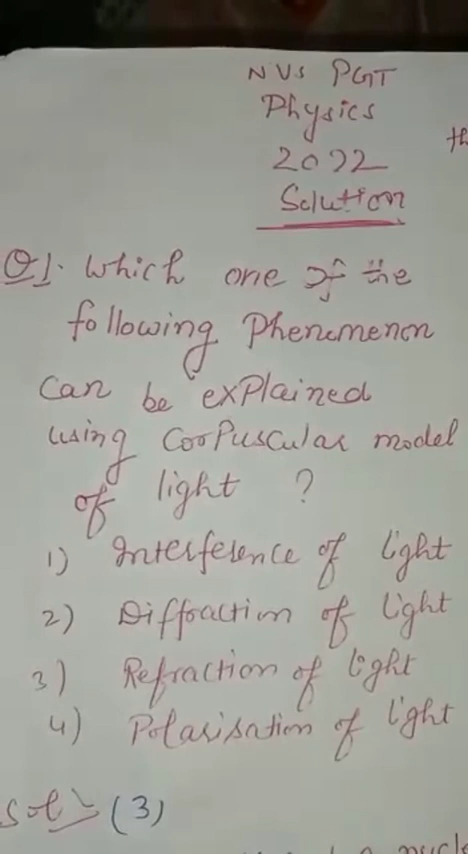 NVS PGT
Physics
th
2022
Solution
Q1. Which one of the
following Phenomenon
can be explained
using Corpuscular model
of light ?
1) Interference of light
2) Diffraction of light
3) Refraction of light
4) Polarisation of light
Sol> (3)